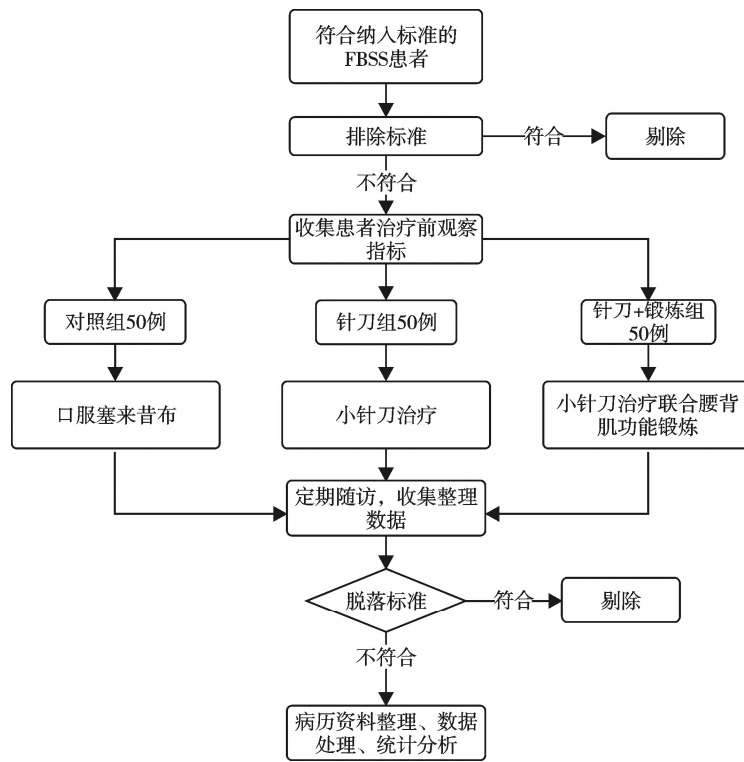 符合纳入标准的
FBSS患者
排除标准
符合
剔除
不符合
收集患者治疗前观察
指标
对照组50例
针刀组50例
针刀+锻炼组
50例
口服塞来昔布
小针刀治疗
小针刀治疗联合腰背
肌功能锻炼
定期随访，收集整理
数据
脱落标准
符合
剔除
不符合
病历资料整理、数据
处理、统计分析